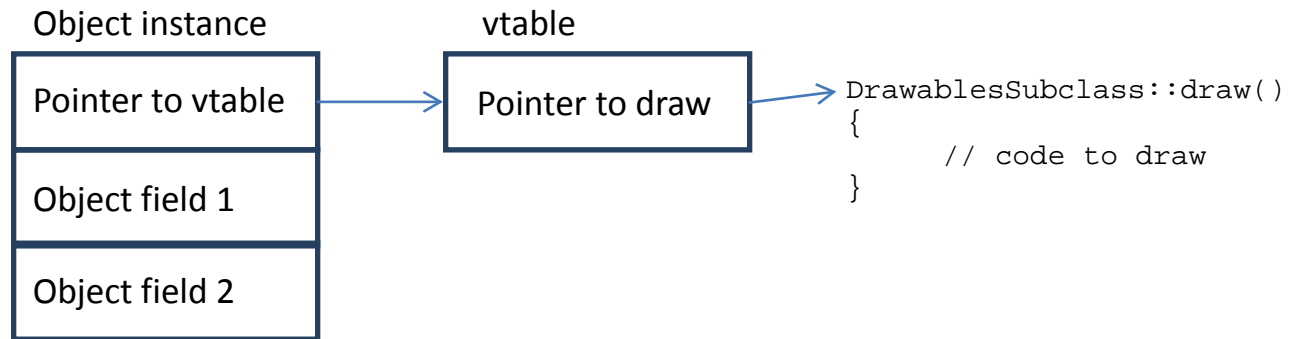 Object instance
vtable
Pointer to vtable
Pointer to draw
DrawablesSubclass::draw()
{
// code to draw
}
Object field 1
Object field 2